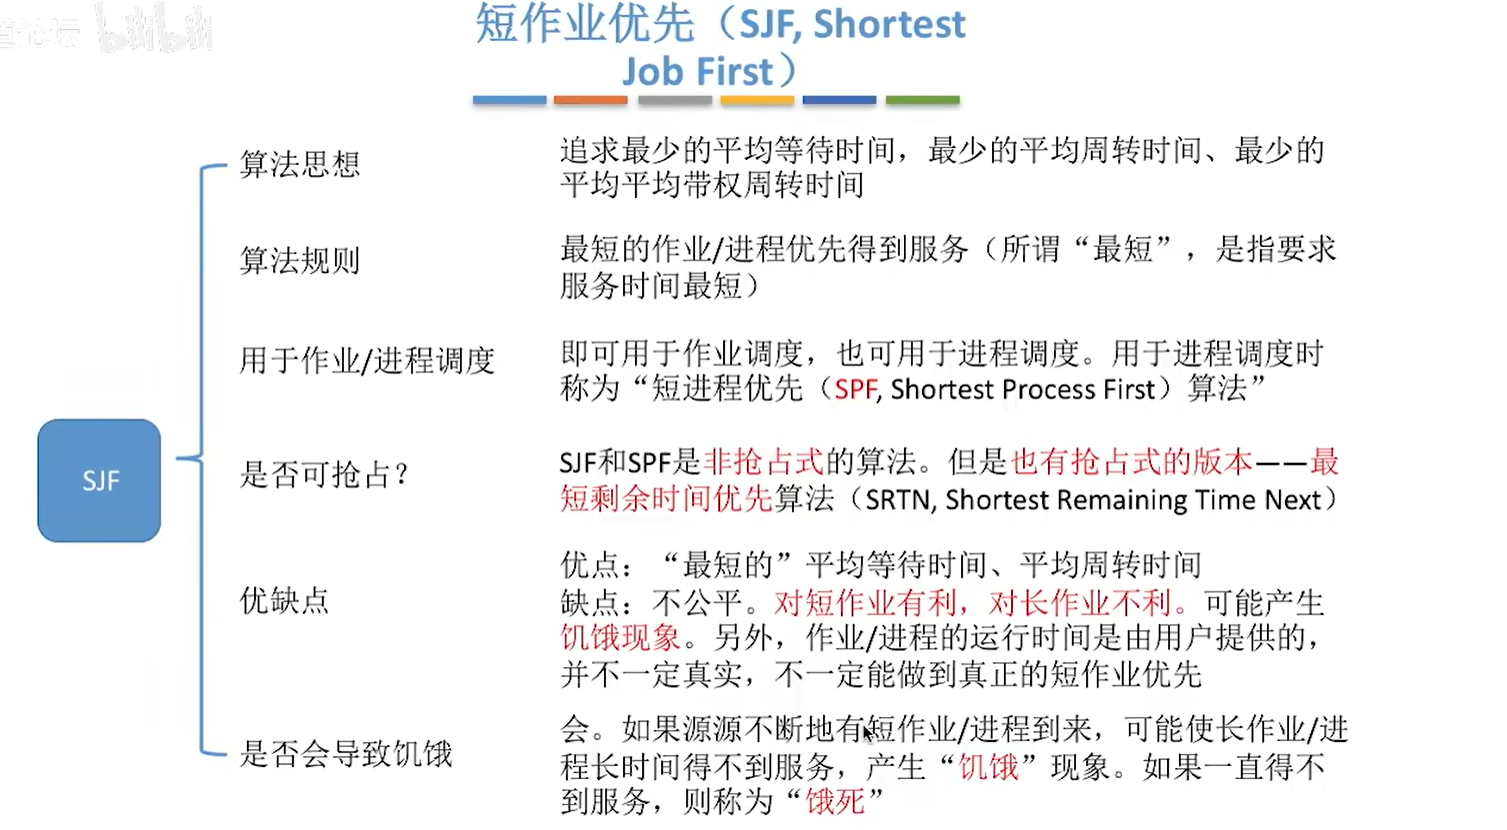 bilibili
短作业优先（SJF, Shortest
Job First）
算法思想
追求最少的平均等待时间，最少的平均周转时间、最少的
平均平均带权周转时间
算法规则
最短的作业/进程优先得到服务（所谓“最短”，是指要求
服务时间最短）
用于作业/进程调度
即可用于作业调度，也可用于进程调度。用于进程调度时
称为“短进程优先（SPF, Shortest Process First）算法”
SJF
是否可抢占？
SJF和SPF是非抢占式的算法。但是也有抢占式的版本——最
短剩余时间优先算法（SRTN, Shortest Remaining Time Next）
优缺点
优点：“最短的”平均等待时间、平均周转时间
缺点：不公平。对短作业有利，对长作业不利。可能产生
饥饿现象。另外，作业/进程的运行时间是由用户提供的，
并不一定真实，不一定能做到真正的短作业优先
是否会导致饥饿
会。如果源源不断地有短作业/进程到来，可能使长作业/进
程长时间得不到服务，产生“饥饿”现象。如果一直得不
到服务，则称为“饿死”